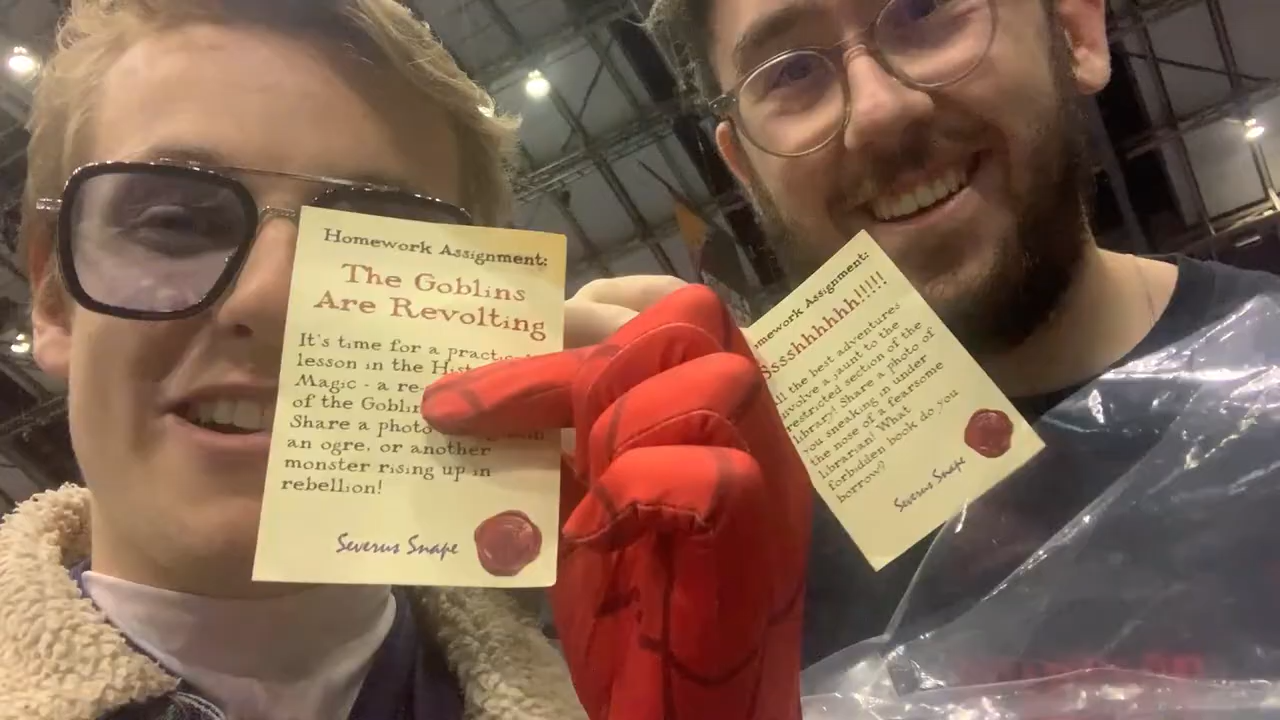 Homework Assignment:
The Goblins
Are Revolting
It's time for a
lesson in the
Magic - a
of the
Share a photo
an ogre, or another
monster rising up in
rebellion!
Severus Snape
Assignment:
the best adventures
involve a jaunt to the
restricted section of the
library! Share a photo of
you sneaking in under
the nose of a fearsome
librarian! What
forbidden book do you
borrow?
Severus Snape